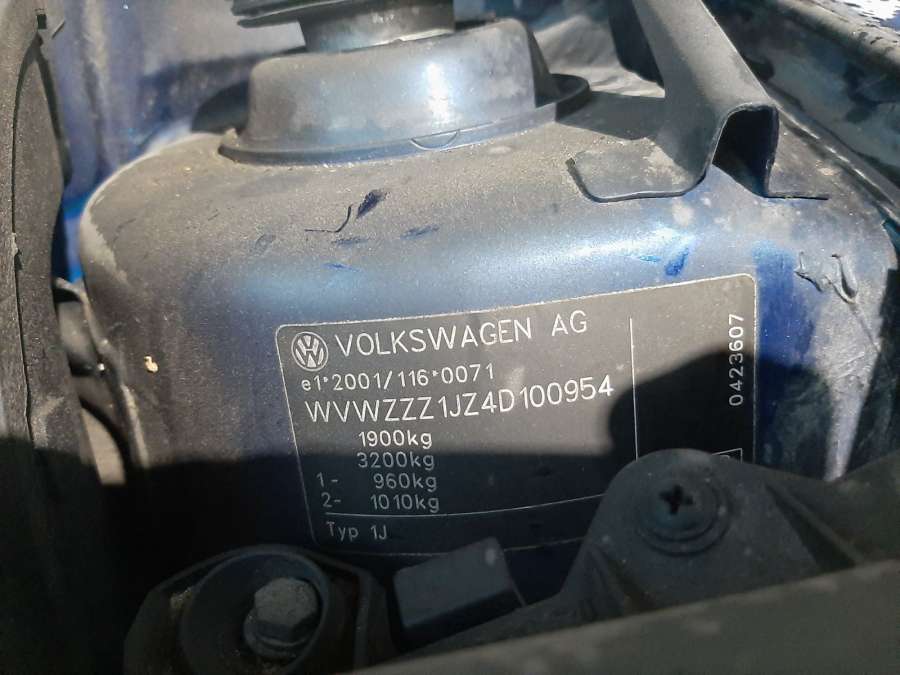 VOLKSWAGEN AG
e1*2001/116*0071
WVWZZZ1JZ4D100954
1900kg
3200kg
1- 960kg
2- 1010kg
Typ 1J
0423607